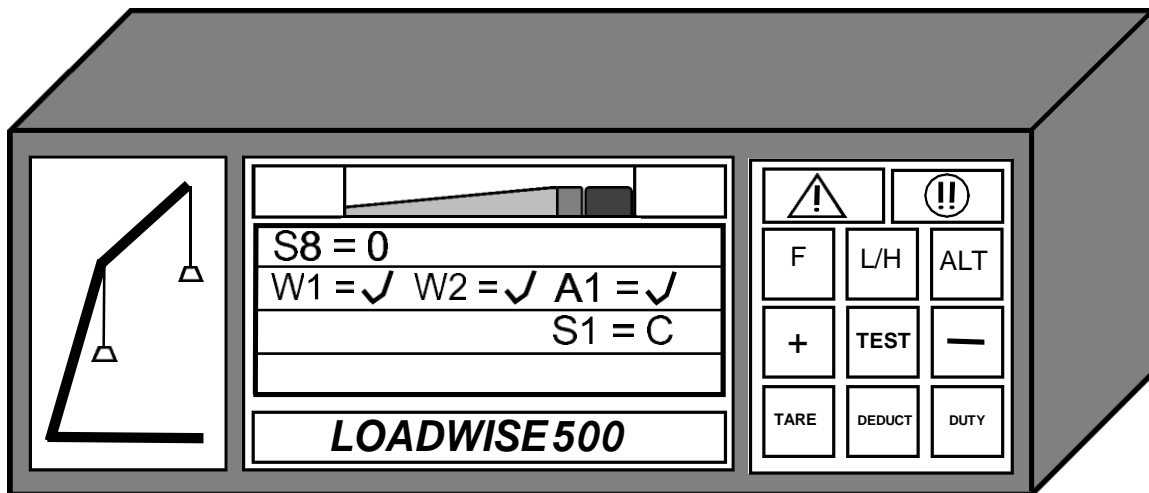 S8 = 0
W1 = ✓ W2 = ✓ A1 = ✓
S1 = C
LOADWISE 500
! !!
F L/H ALT
+ TEST —
TARE DEDUCT DUTY